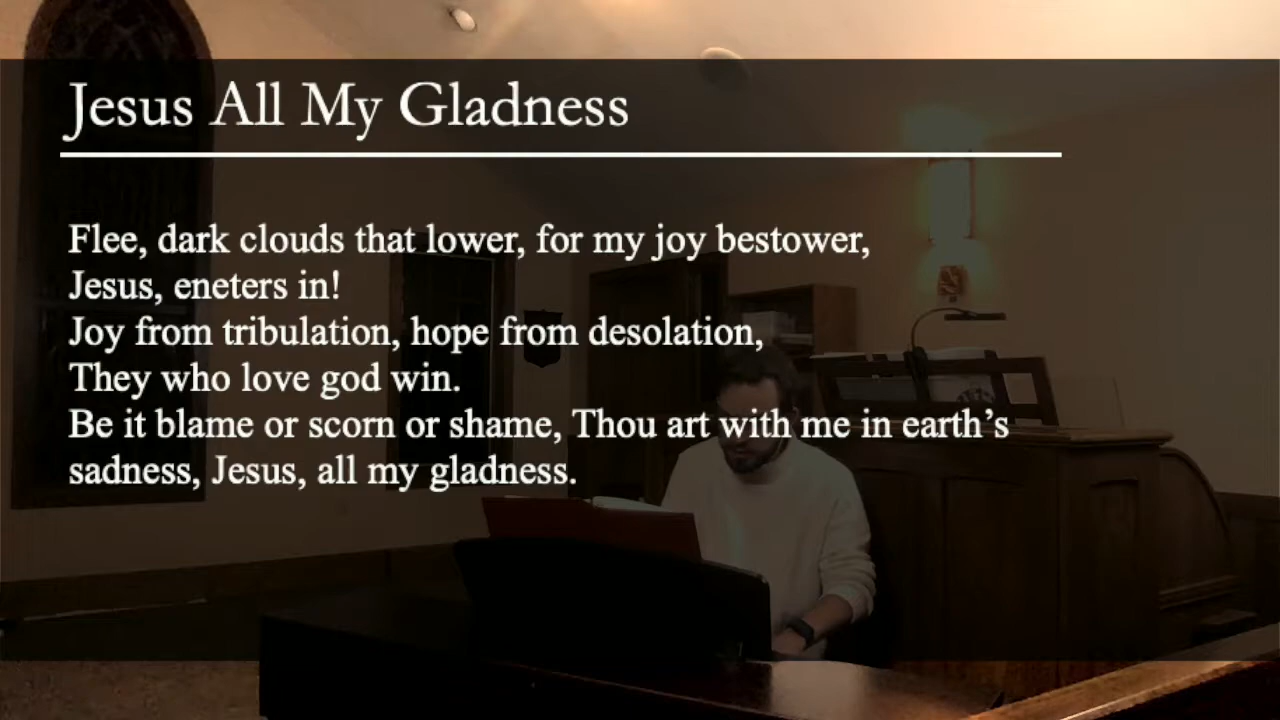 Jesus All My Gladness
Flee, dark clouds that lower, for my joy bestower,
Jesus, eneters in!
Joy from tribulation, hope from desolation,
They who love god win.
Be it blame or scorn or shame, Thou art with me in earth’s
sadness, Jesus, all my gladness.